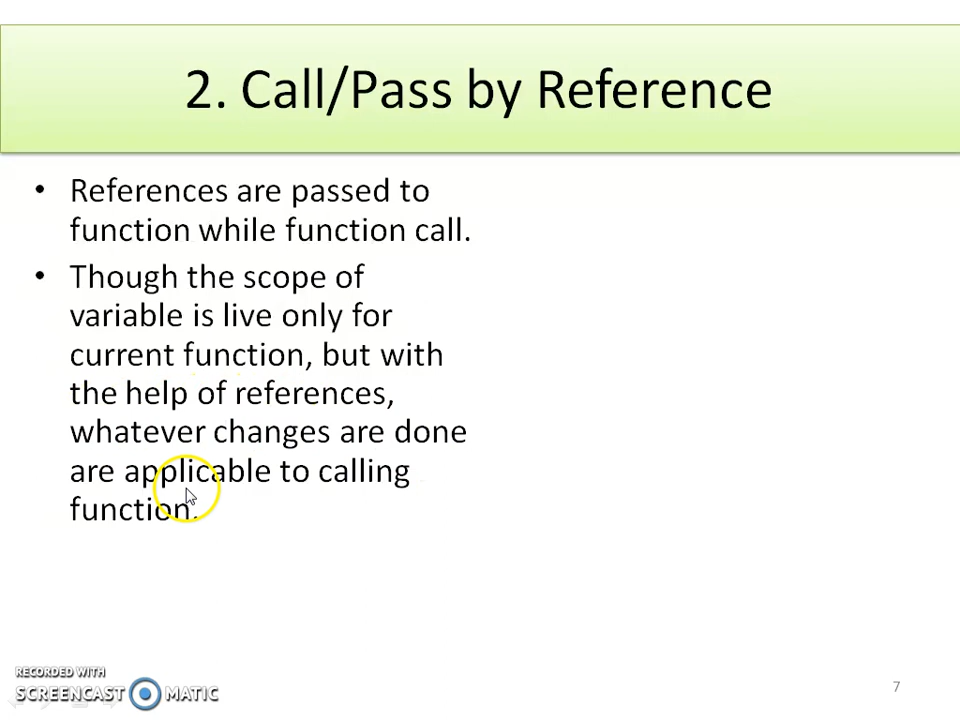 2. Call/Pass by Reference
• References are passed to
function while function call.
• Though the scope of
variable is live only for
current function, but with
the help of references,
whatever changes are done
are applicable to calling
function.
RECORDED WITH
SCREENCAST MATIC
7